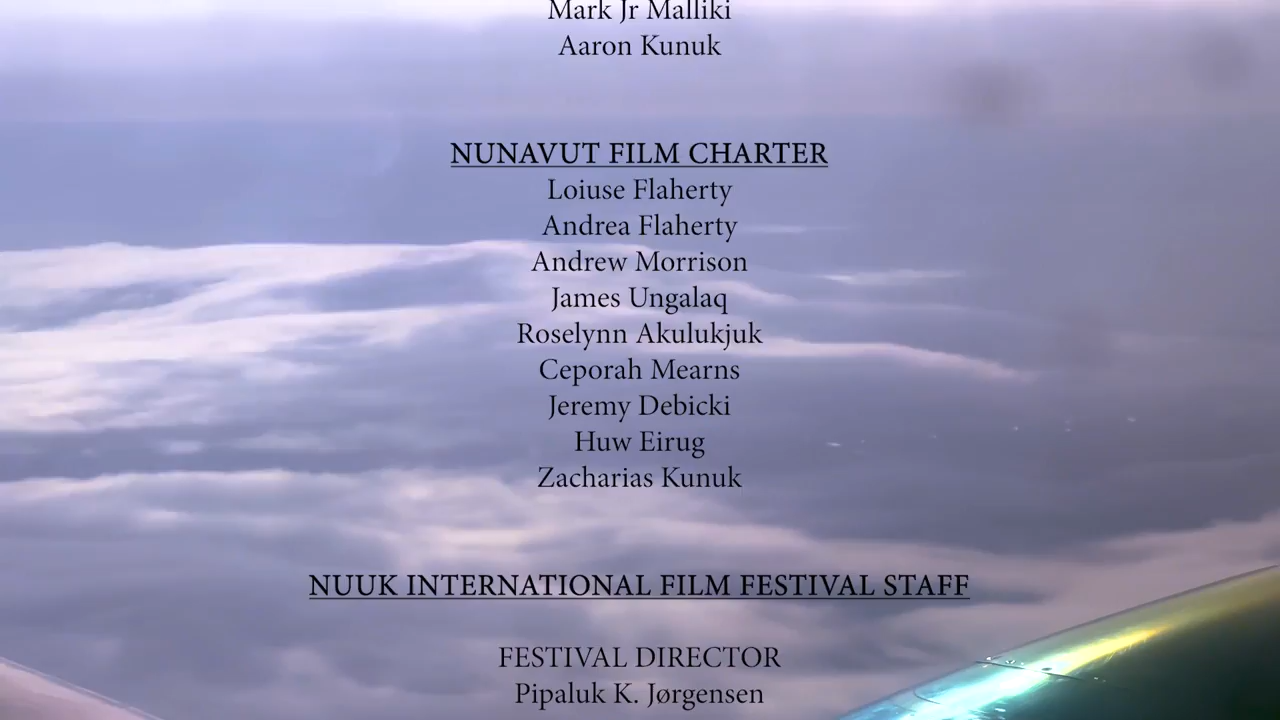 Mark Jr Malliki
Aaron Kunuk
NUNAVUT FILM CHARTER
Loiuse Flaherty
Andrea Flaherty
Andrew Morrison
James Ungalaq
Roselynn Akulukjuk
Ceporah Mearns
Jeremy Debicki
Huw Eirug
Zacharias Kunuk
NUUK INTERNATIONAL FILM FESTIVAL STAFF
FESTIVAL DIRECTOR
Pipaluk K. Jørgensen